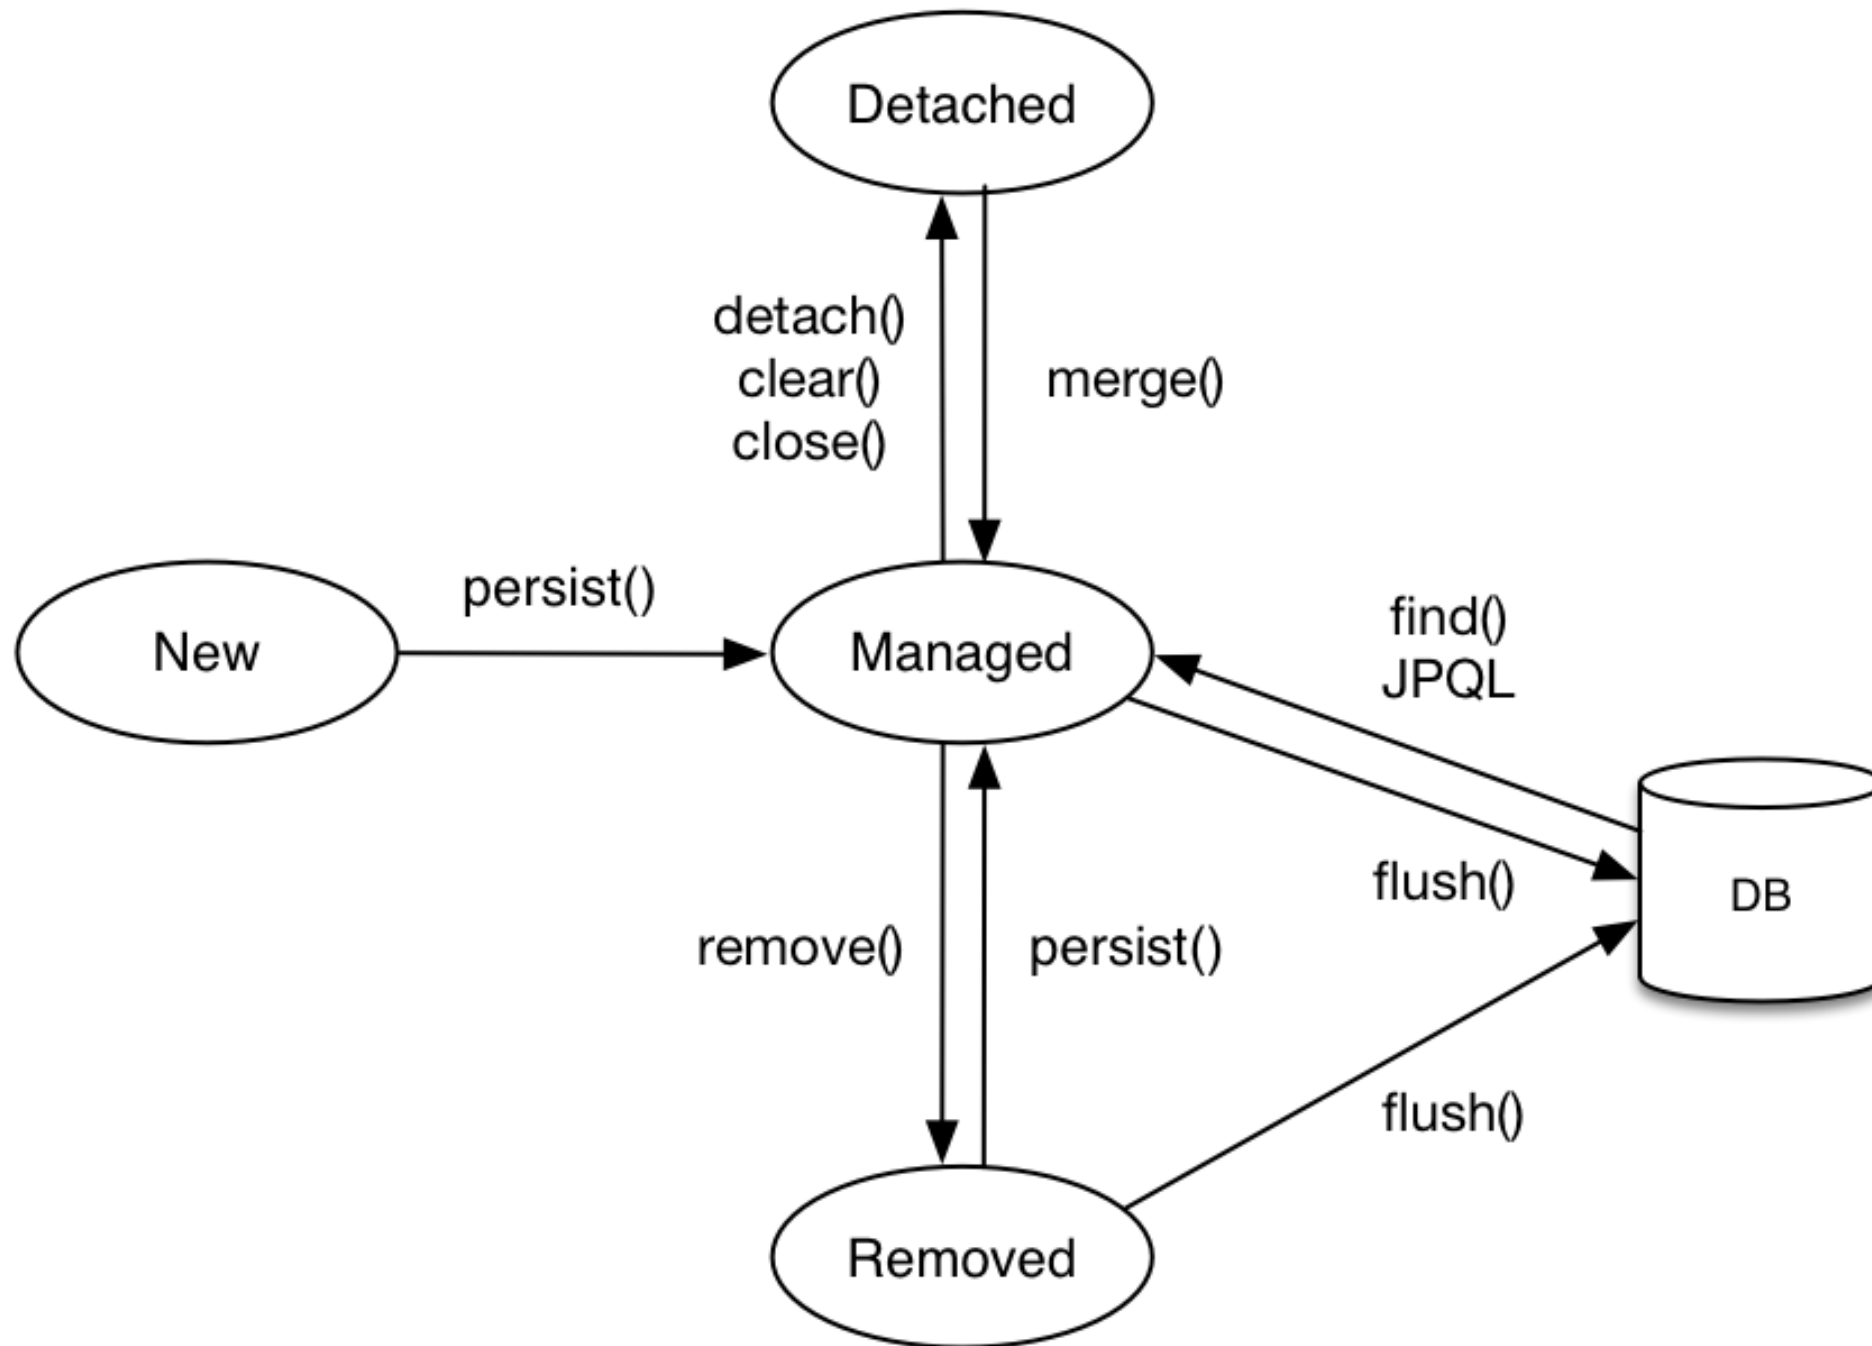 Detached
detach()
clear()
close()
merge()
New
persist()
Managed
find()
JPQL
flush()
DB
remove()
persist()
flush()
Removed